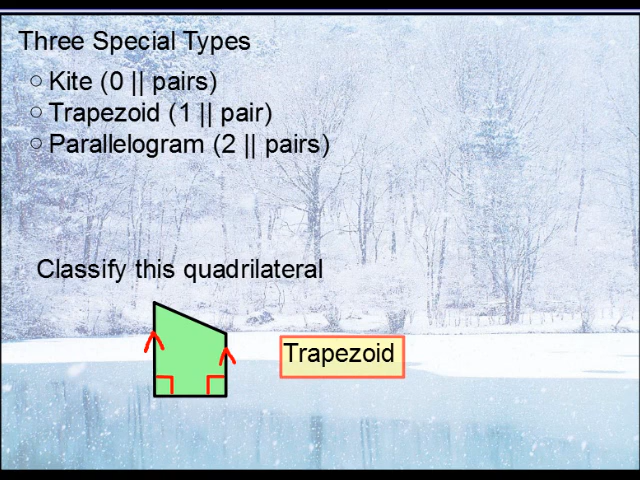 Three Special Types
○ Kite (0 || pairs)
○ Trapezoid (1 || pair)
○ Parallelogram (2 || pairs)
Classify this quadrilateral
Trapezoid